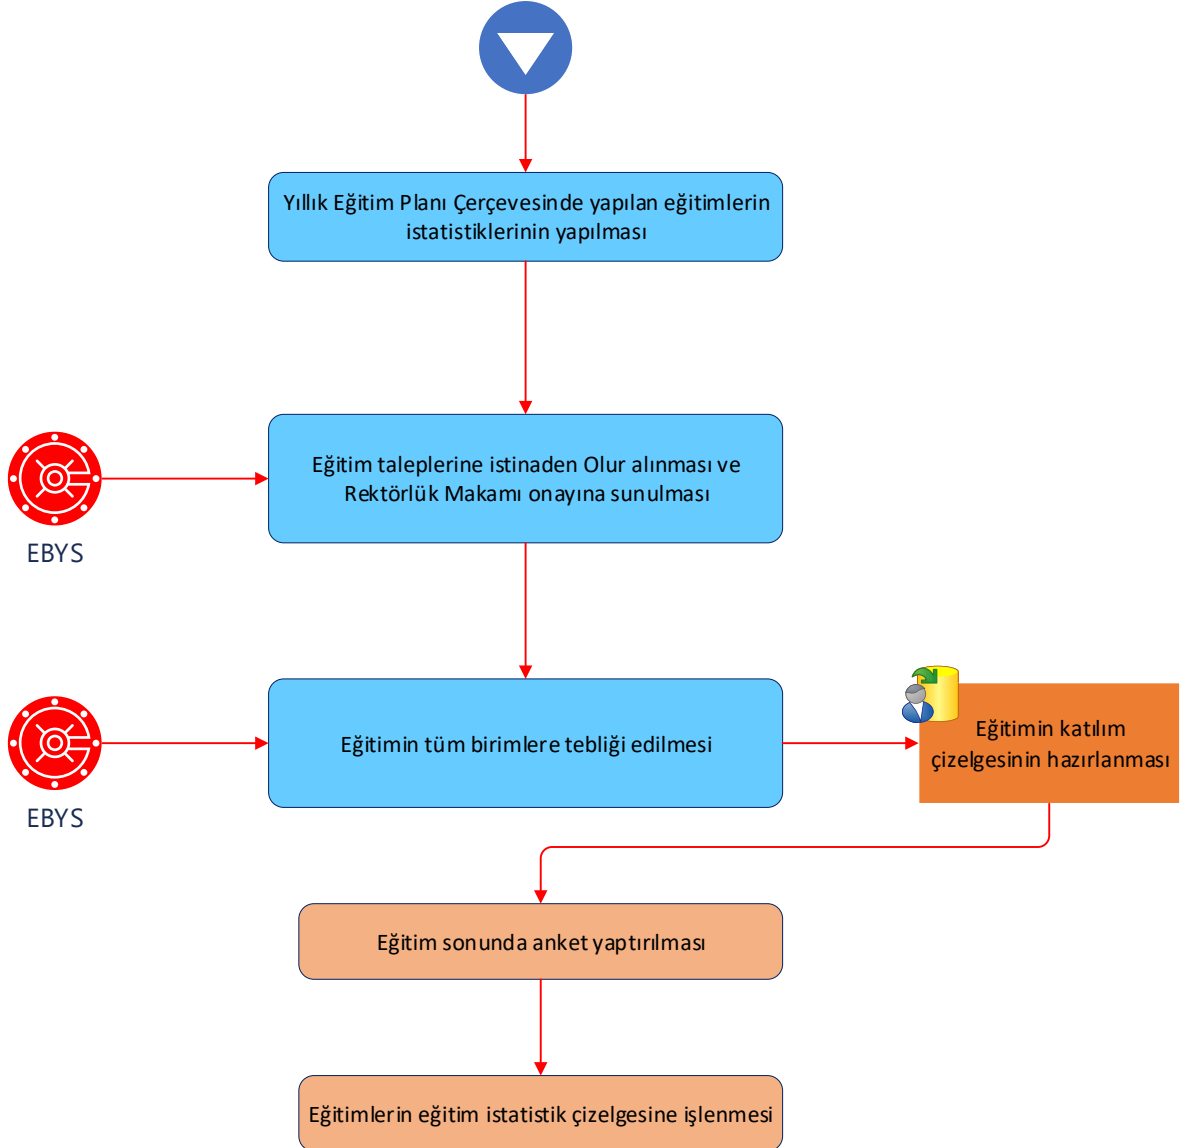 Yıllık Eğitim Planı Çerçevesinde yapılan eğitimlerin
istatistiklerinin yapılması
Eğitim taleplerine istinaden Olur alınması ve
Rektörlük Makamı onayına sunulması
EBYS
Eğitimin tüm birimlere tebliği edilmesi
EBYS
Eğitimin katılım
çizelgesinin hazırlanması
Eğitim sonunda anket yaptırılması
Eğitimlerin eğitim istatistik çizelgesine işlenmesi